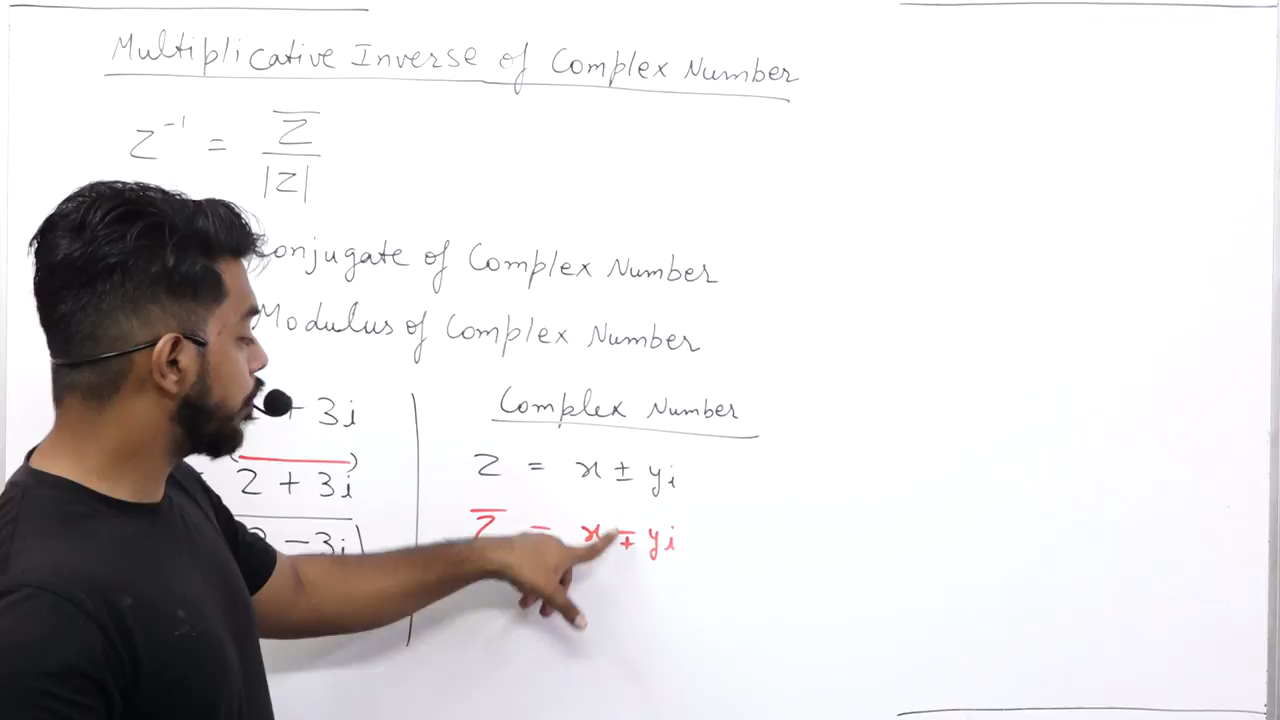 Multiplicative Inverse of Complex Number
Z⁻¹ = Z̅ / |Z|
Conjugate of Complex Number
Modulus of Complex Number
+ 3i
(2 + 3i)
- 3i
Complex Number
Z = x ± yi
Z̅ = x ∓ yi